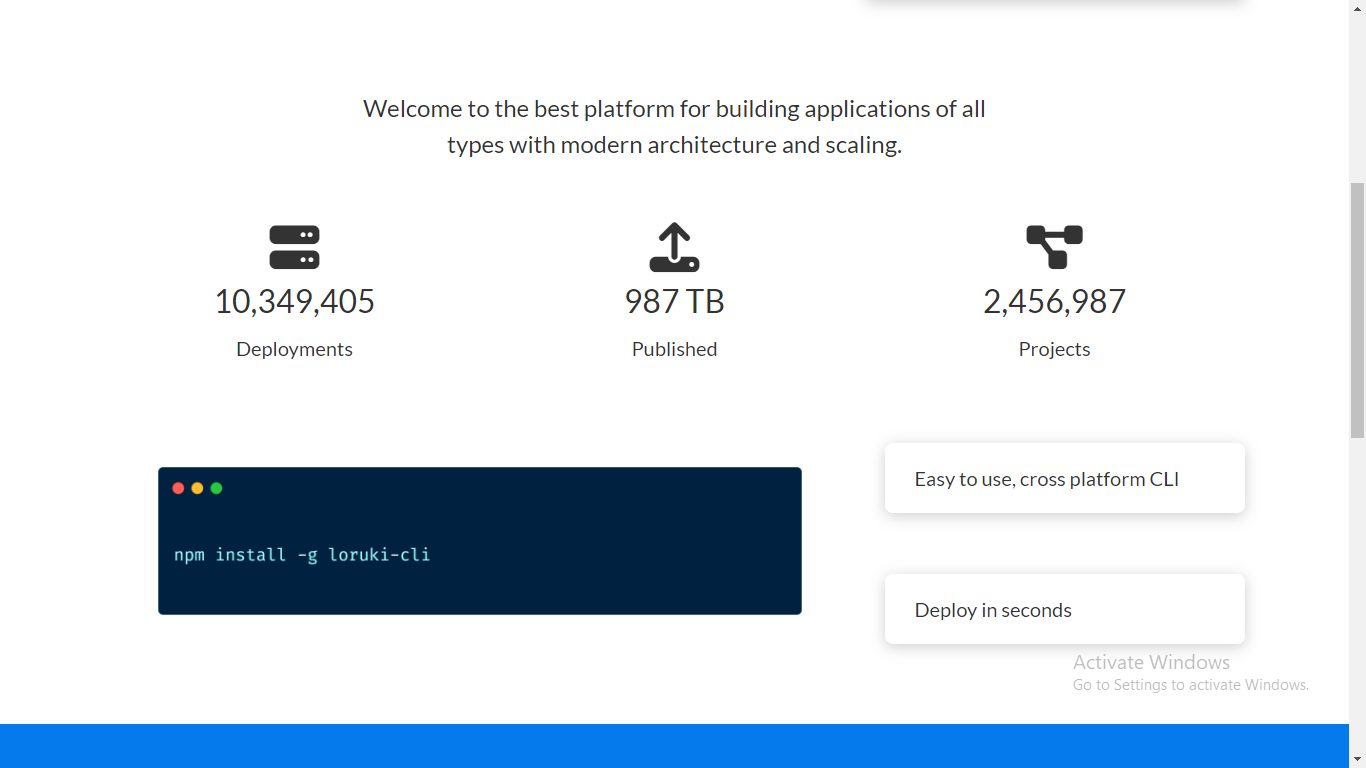 Welcome to the best platform for building applications of all
types with modern architecture and scaling.
10,349,405
Deployments
987 TB
Published
2,456,987
Projects
npm install -g loruki-cli
Easy to use, cross platform CLI
Deploy in seconds
Activate Windows
Go to Settings to activate Windows.